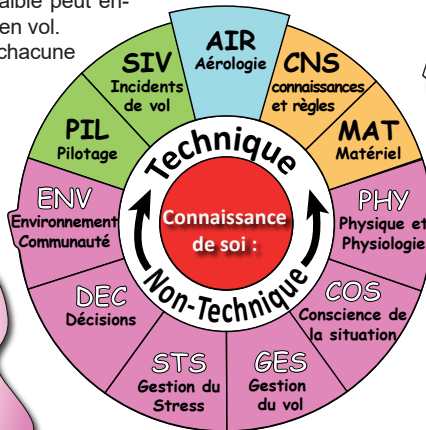 aible peut en-
en vol.
chacune
AIR
Aérologie
CNS
connaissances
et règles
MAT
Matériel
PHY
Physique et
Physiologie
COS
Conscience de
la situation
GES
Gestion
du vol
STS
Gestion du
Stress
DEC
Décisions
ENV
Environnement
Communauté
PIL
Pilotage
SIV
Incidents
de vol
Technique
Connaissance
de soi :
Non-Technique